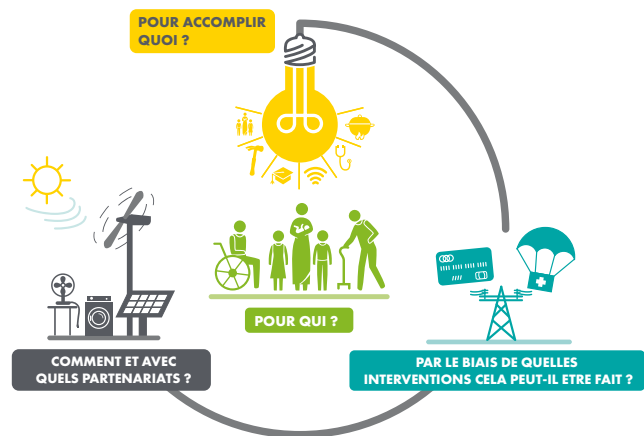 POUR ACCOMPLIR
QUOI ?
POUR QUI ?
COMMENT ET AVEC
QUELS PARTENARIATS ?
PAR LE BIAIS DE QUELLES
INTERVENTIONS CELA PEUT-IL ETRE FAIT ?